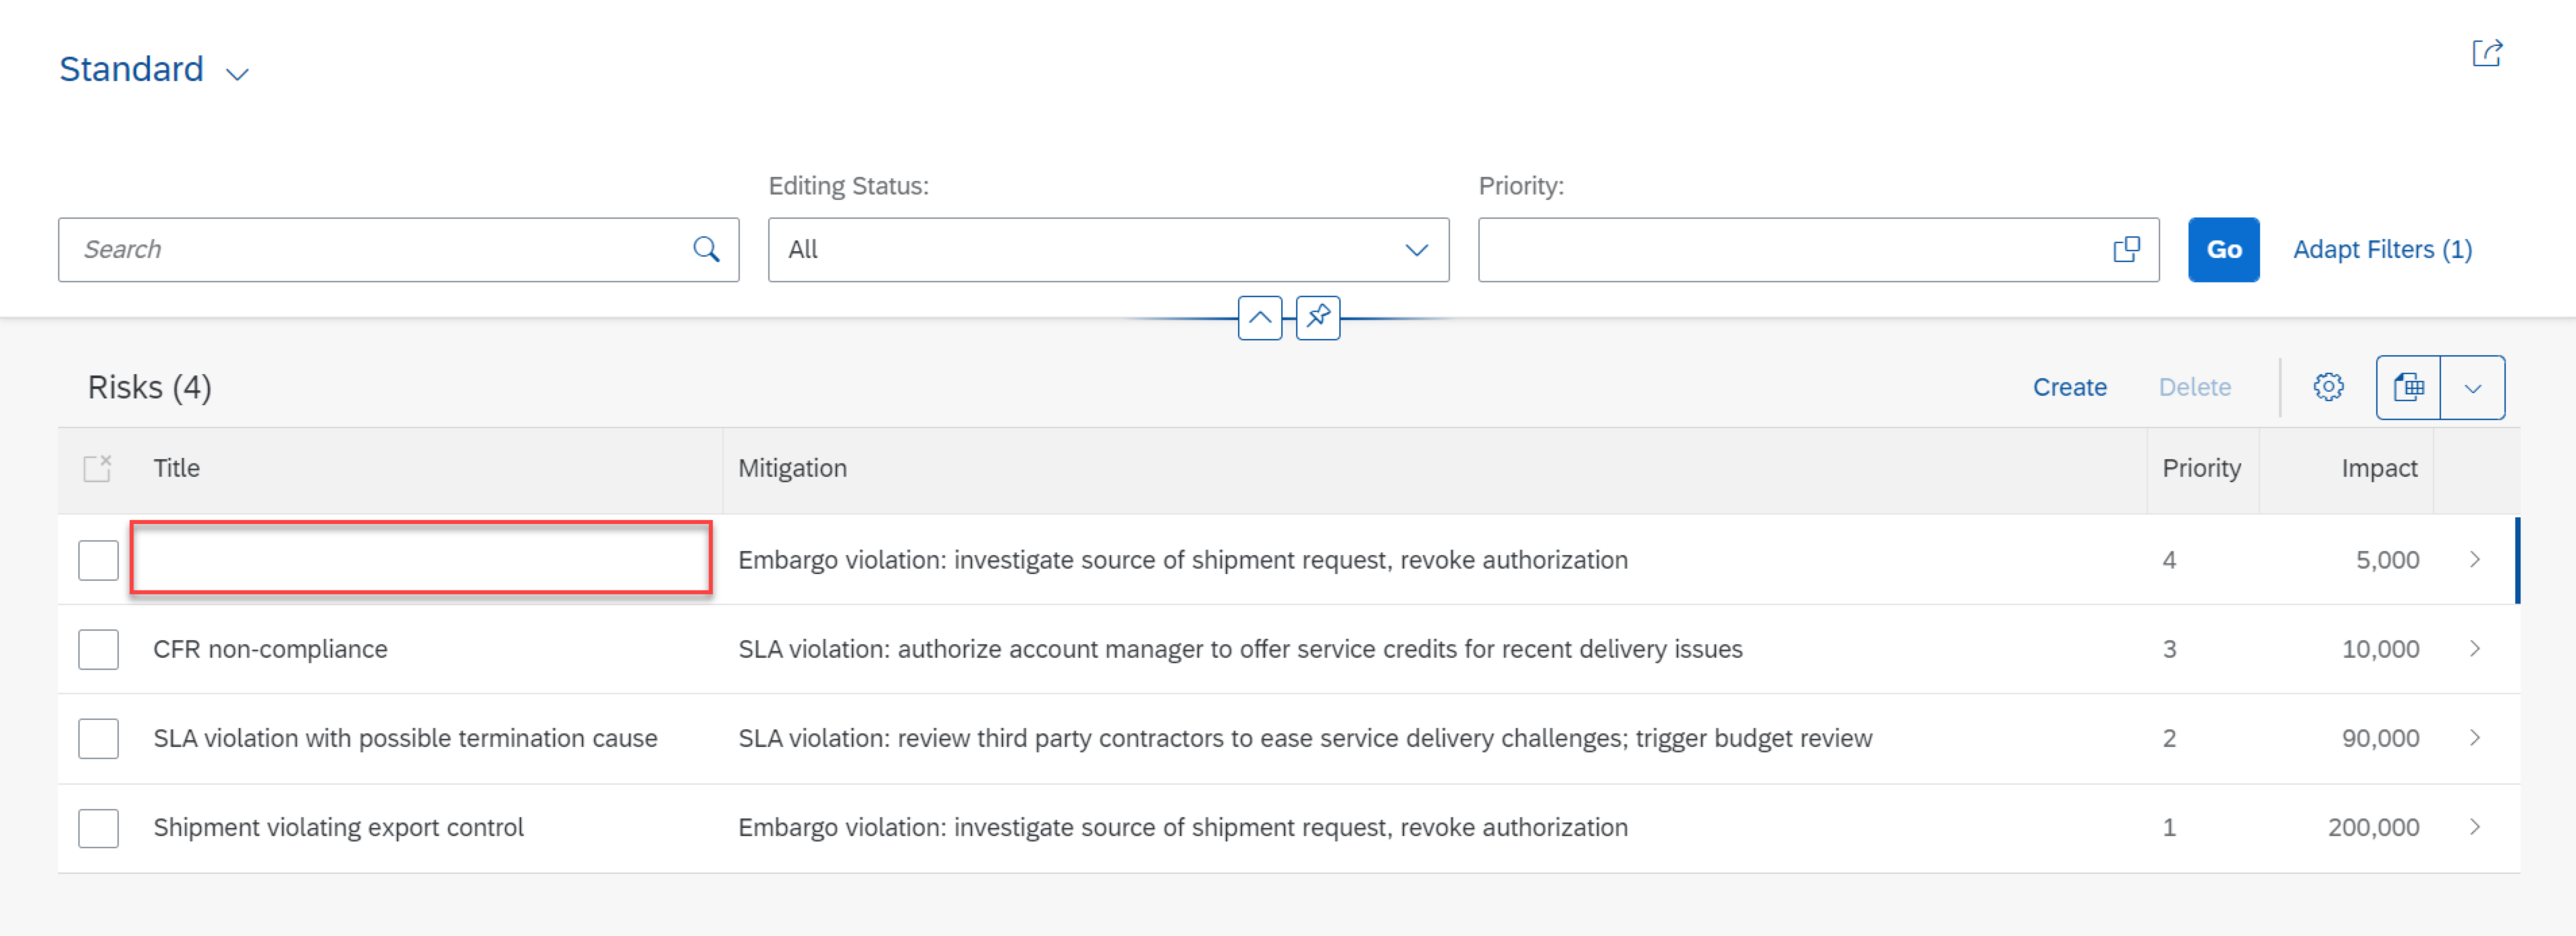 Standard
Editing Status: Priority:
Search All Go Adapt Filters (1)
Risks (4) Create Delete
Title Mitigation Priority Impact
Embargo violation: investigate source of shipment request, revoke authorization 4 5,000
CFR non-compliance SLA violation: authorize account manager to offer service credits for recent delivery issues 3 10,000
SLA violation with possible termination cause SLA violation: review third party contractors to ease service delivery challenges; trigger budget review 2 90,000
Shipment violating export control Embargo violation: investigate source of shipment request, revoke authorization 1 200,000